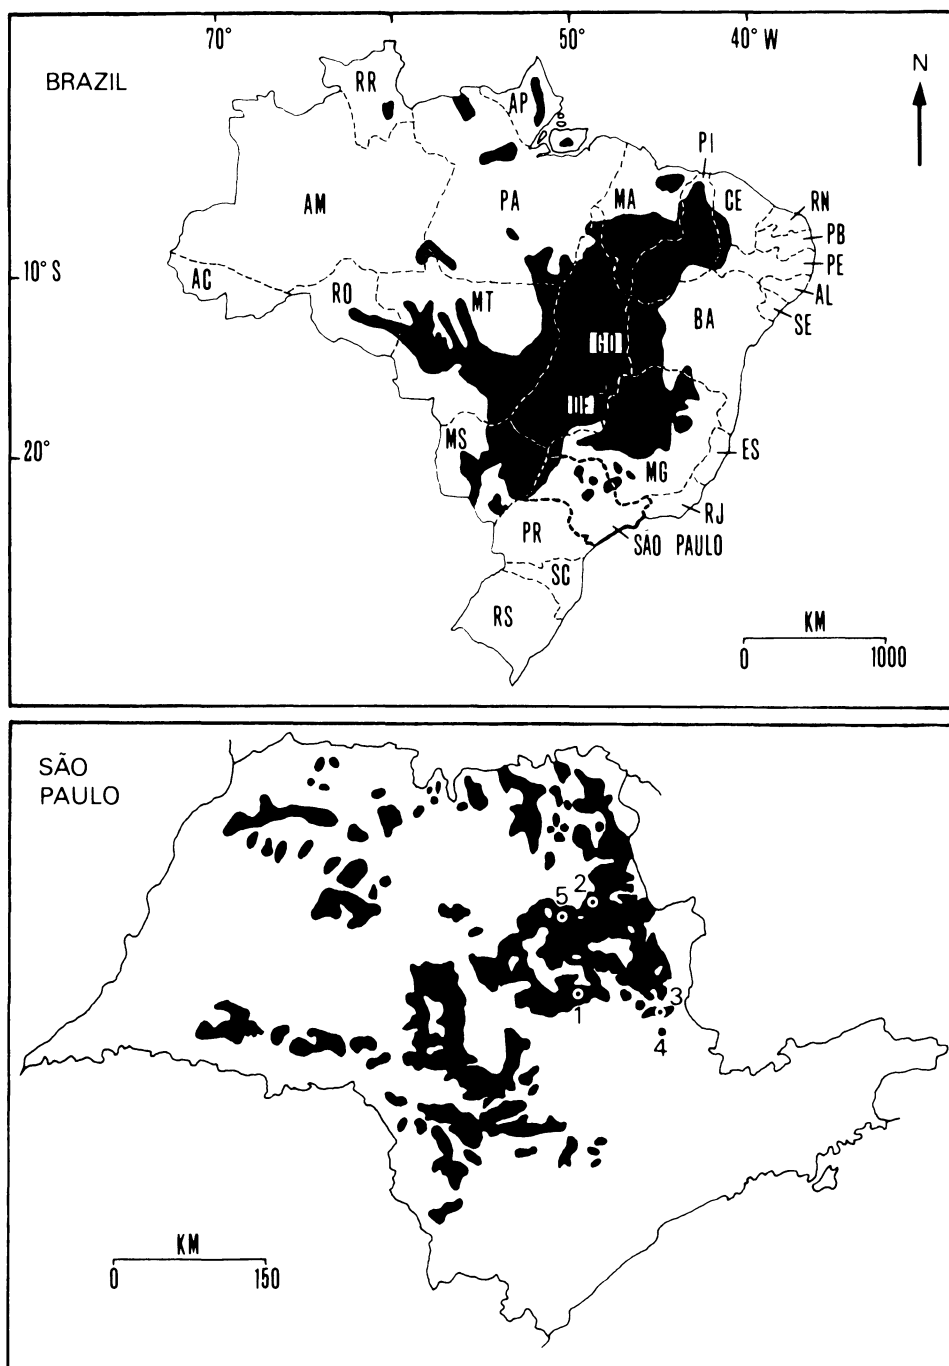 70° 50° 40° W
BRAZIL
N
RR
AP
PI
AM
PA
MA
CE
RN
PB
PE
AL
SE
10° S
AC
RO
MT
BA
GO
DF
20°
MS
MG
ES
RJ
PR
SÃO PAULO
SC
RS
KM
0 1000
SÃO
PAULO
2
5
3
1
4
KM
0 150